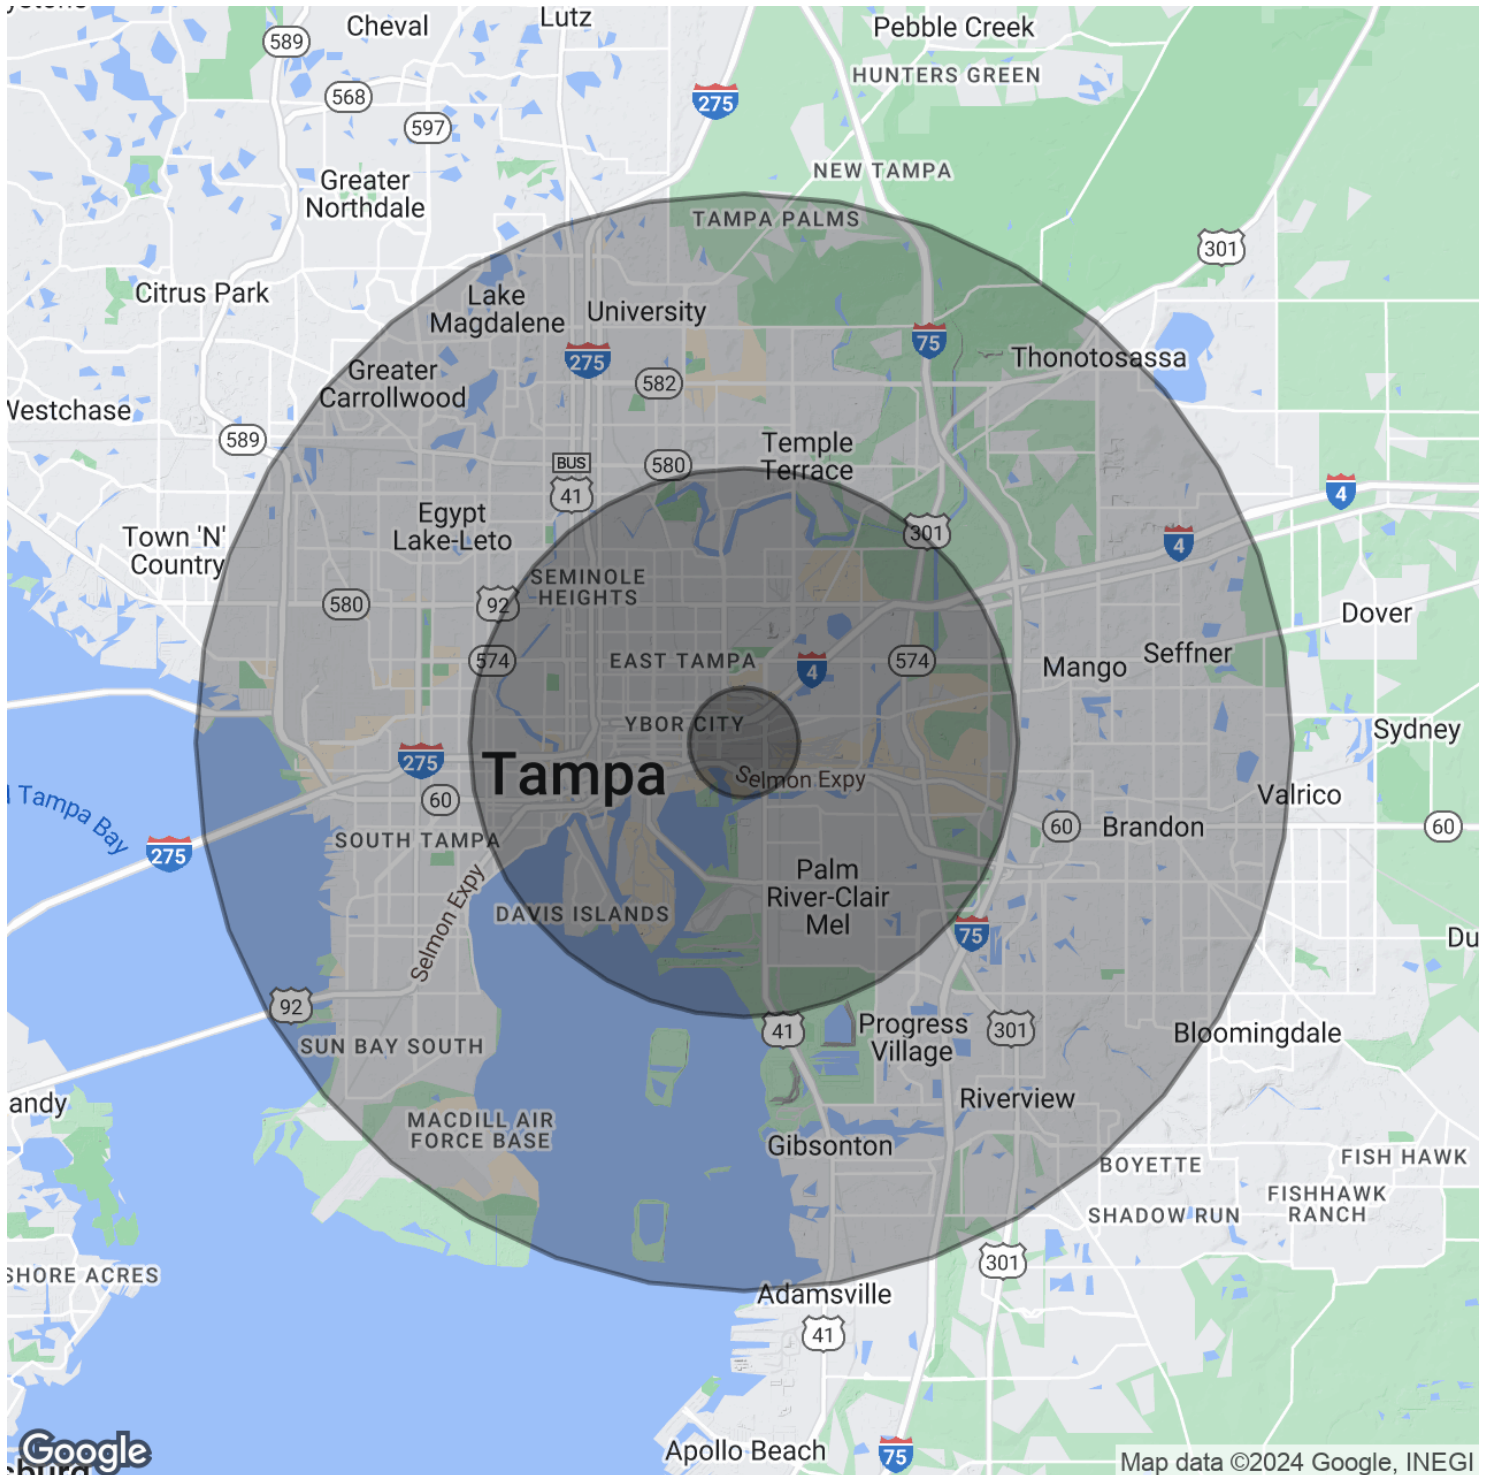 Cheval
Lutz
Pebble Creek
589
HUNTERS GREEN
568
275
597
NEW TAMPA
Greater
Northdale
TAMPA PALMS
301
Citrus Park
Lake
Magdalene
University
275
75
Thonotosassa
Greater
Carrollwood
582
Westchase
589
Temple
Terrace
BUS
41
580
4
Egypt
Lake-Leto
301
4
Town 'N'
Country
SEMINOLE
HEIGHTS
580
92
Dover
574
EAST TAMPA
4
574
Mango
Seffner
YBOR CITY
Sydney
275
Tampa
Selmon Expy
60
Valrico
Tampa Bay
275
SOUTH TAMPA
60
Brandon
60
Selmon Expy
Palm
River-Clair
Mel
DAVIS ISLANDS
75
Du
92
41
Progress
Village
301
SUN BAY SOUTH
Bloomingdale
andy
Riverview
MACDILL AIR
FORCE BASE
Gibsonton
BOYETTE
FISH HAWK
FISHHAWK
RANCH
SHADOW RUN
SHORE ACRES
301
Adamsville
41
Apollo Beach
75
Google
Map data ©2024 Google, INEGI